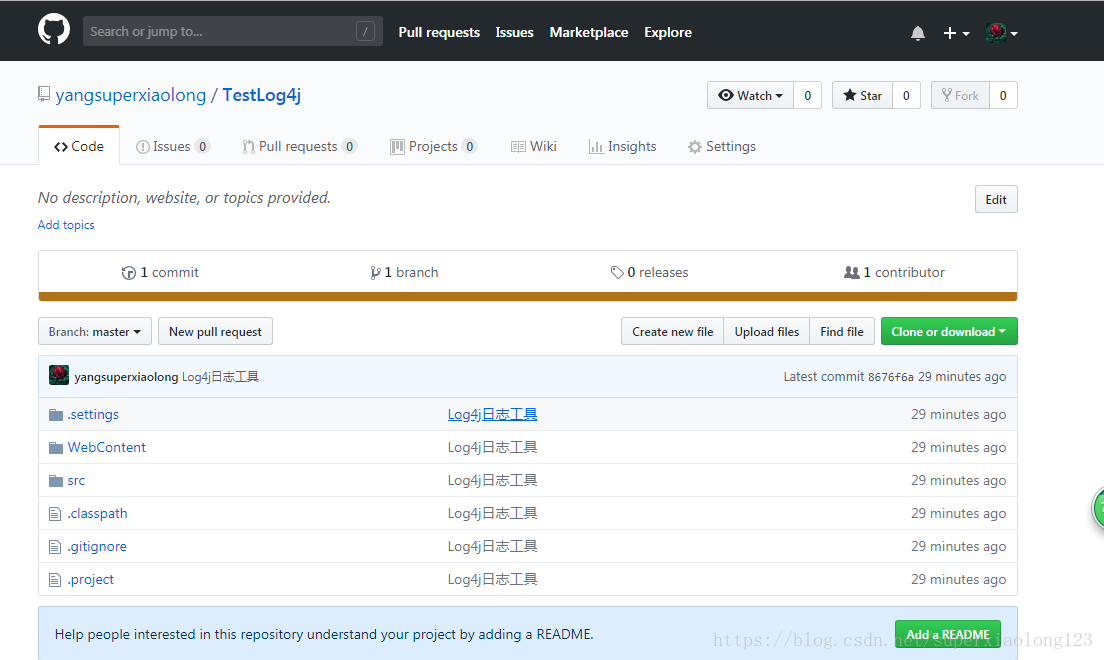 Search or jump to... / Pull requests Issues Marketplace Explore
yangsuperxiaolong / TestLog4j Watch 0 Star 0 Fork 0
Code Issues 0 Pull requests 0 Projects 0 Wiki Insights Settings
No description, website, or topics provided. Edit
Add topics
1 commit 1 branch 0 releases 1 contributor
Branch: master New pull request Create new file Upload files Find file Clone or download
yangsuperxiaolong Log4j日志工具 Latest commit 8676f6a 29 minutes ago
.settings Log4j日志工具 29 minutes ago
WebContent Log4j日志工具 29 minutes ago
src Log4j日志工具 29 minutes ago
.classpath Log4j日志工具 29 minutes ago
.gitignore Log4j日志工具 29 minutes ago
.project Log4j日志工具 29 minutes ago
Help people interested in this repository understand your project by adding a README. Add a README
https://blog.csdn.net/superxiaolong123